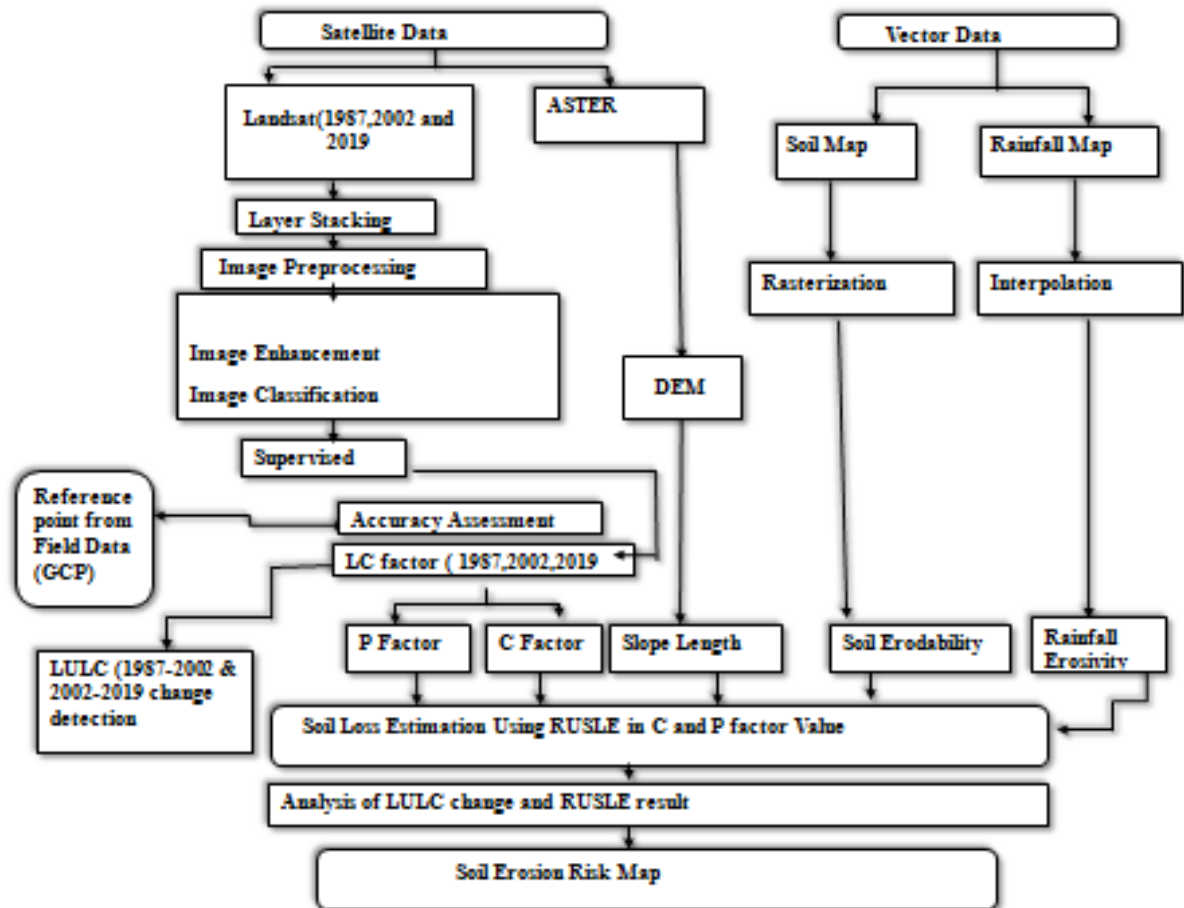 Satellite Data
Vector Data
Landsat(1987,2002 and
2019
ASTER
Soil Map
Rainfall Map
Layer Stacking
Image Preprocessing
Rasterization
Interpolation
Image Enhancement
Image Classification
DEM
Supervised
Reference
point from
Field Data
(GCP)
Accuracy Assessment
LC factor ( 1987,2002,2019
P Factor
C Factor
Slope Length
Soil Erodability
Rainfall
Erosivity
LULC (1987-2002 &
2002-2019 change
detection
Soil Loss Estimation Using RUSLE in C and P factor Value
Analysis of LULC change and RUSLE result
Soil Erosion Risk Map